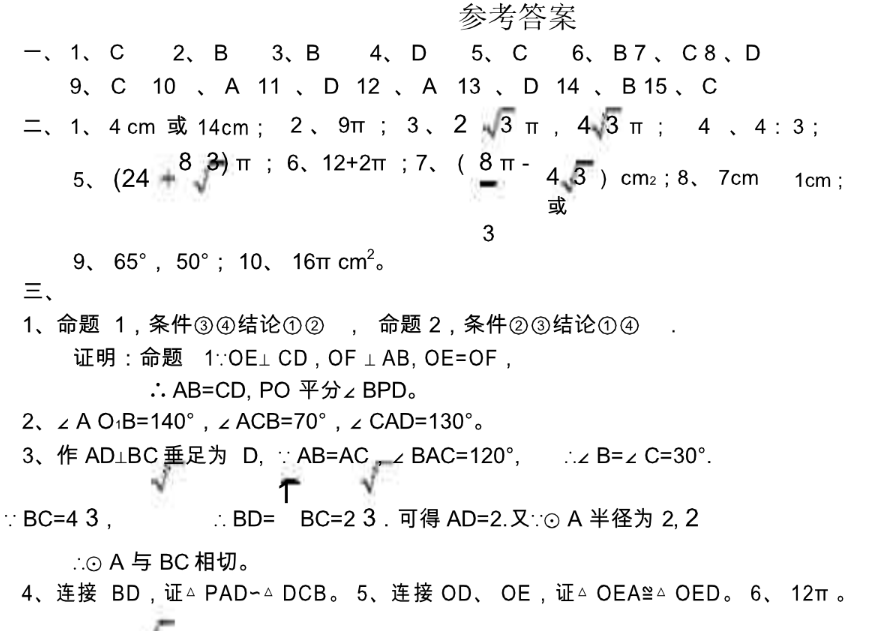 参考答案
一、 1、 C 2、 B 3、B 4、 D 5、 C 6、 B 7 、 C 8 、D
9、 C 10 、 A 11 、 D 12 、 A 13 、 D 14 、 B 15 、 C
二、 1、 4 cm 或 14cm ; 2 、 9π ; 3 、 2 √3 π , 4√3 π ; 4 、 4 : 3 ;
5、 (24 + 8√3) π ; 6、12+2π ; 7、 ( 8 π - 4√3 ) cm2 ; 8、 7cm 1cm ;
或
3
9、 65° , 50° ; 10、 16π cm²。
三、
1、命题 1 , 条件③④结论①② , 命题 2 , 条件②③结论①④ .
证明 : 命题 1∵OE⊥ CD , OF ⊥ AB, OE=OF ,
∴ AB=CD, PO 平分∠ BPD。
2、∠ A O1B=140° , ∠ ACB=70° , ∠ CAD=130°。
3、作 AD⊥BC 垂足为 D, ∵ AB=AC , ∠ BAC=120°, ∴∠ B=∠ C=30°.
∵ BC=4√3 , ∴ BD= 1 BC=2√3 . 可得 AD=2.又∵⊙ A 半径为 2, 2
∴⊙ A 与 BC 相切。
4、连接 BD , 证△ PAD∽△ DCB。 5、连接 OD、 OE , 证△ OEA≌△ OED。 6、 12π 。